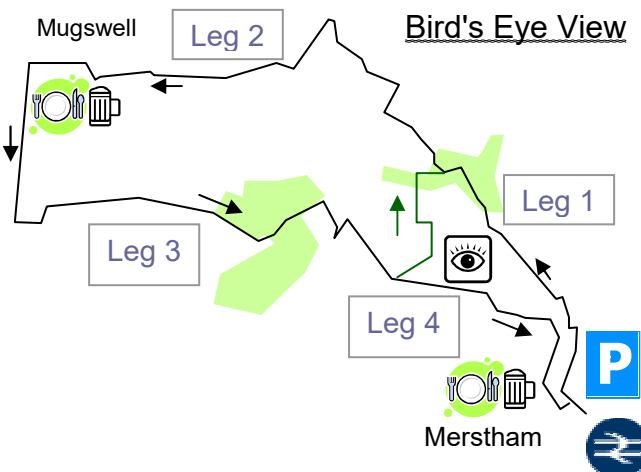 Mugswell
Leg 2
Bird's Eye View
Leg 1
Leg 3
Leg 4
P
Merstham